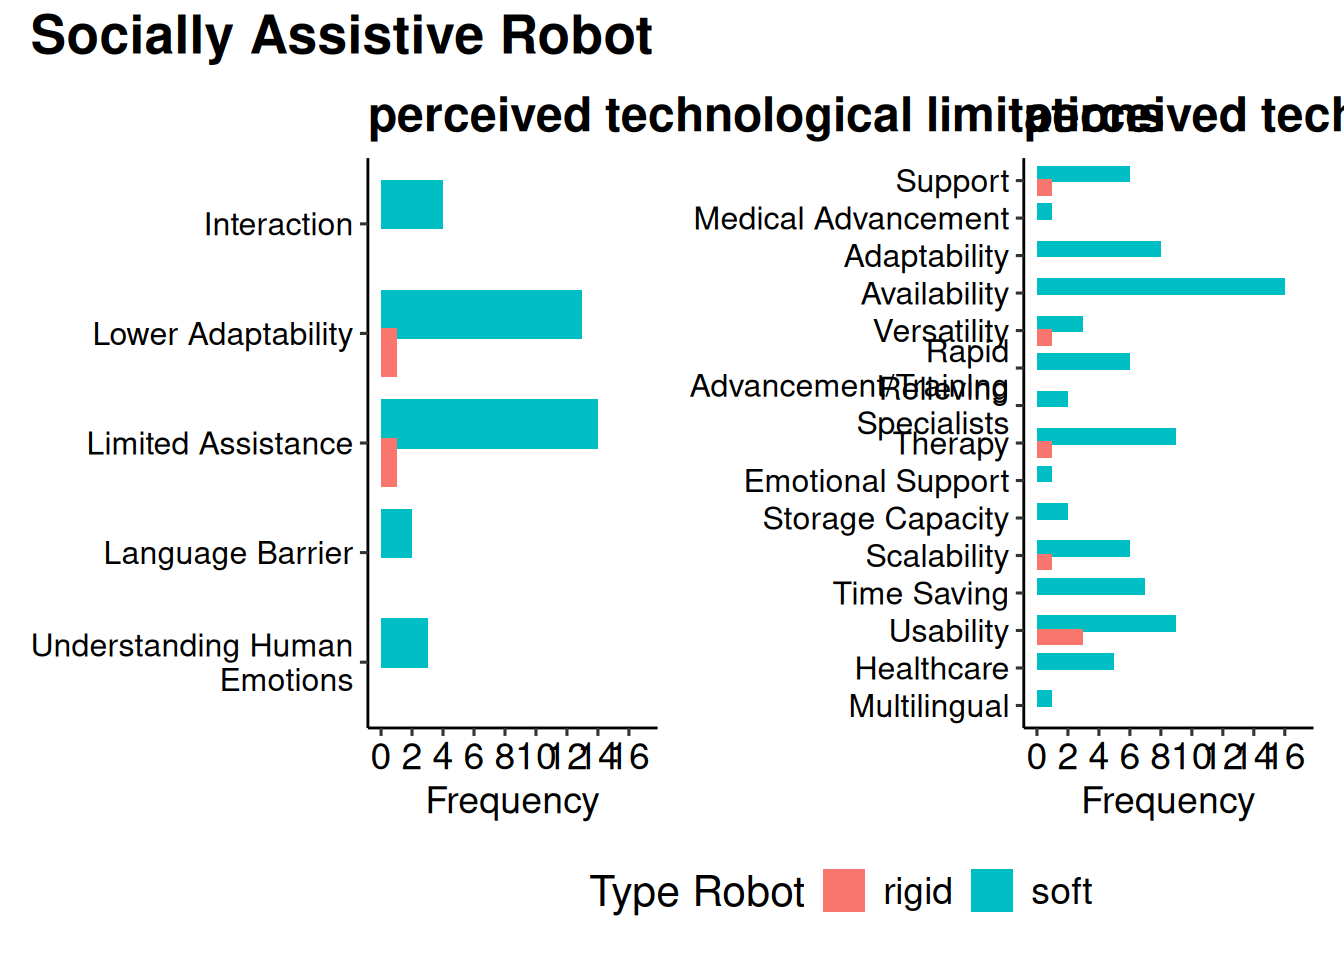 Socially Assistive Robot
perceived technological limitations
Interaction
Lower Adaptability
Limited Assistance
Language Barrier
Understanding Human
Emotions
0 2 4 6 8 10 12 14 16
Frequency
perceived tech
Support
Medical Advancement
Adaptability
Availability
Versatility
Rapid
Advancement/Training
Relieving
Specialists
Therapy
Emotional Support
Storage Capacity
Scalability
Time Saving
Usability
Healthcare
Multilingual
0 2 4 6 8 10 12 14 16
Frequency
Type Robot rigid soft